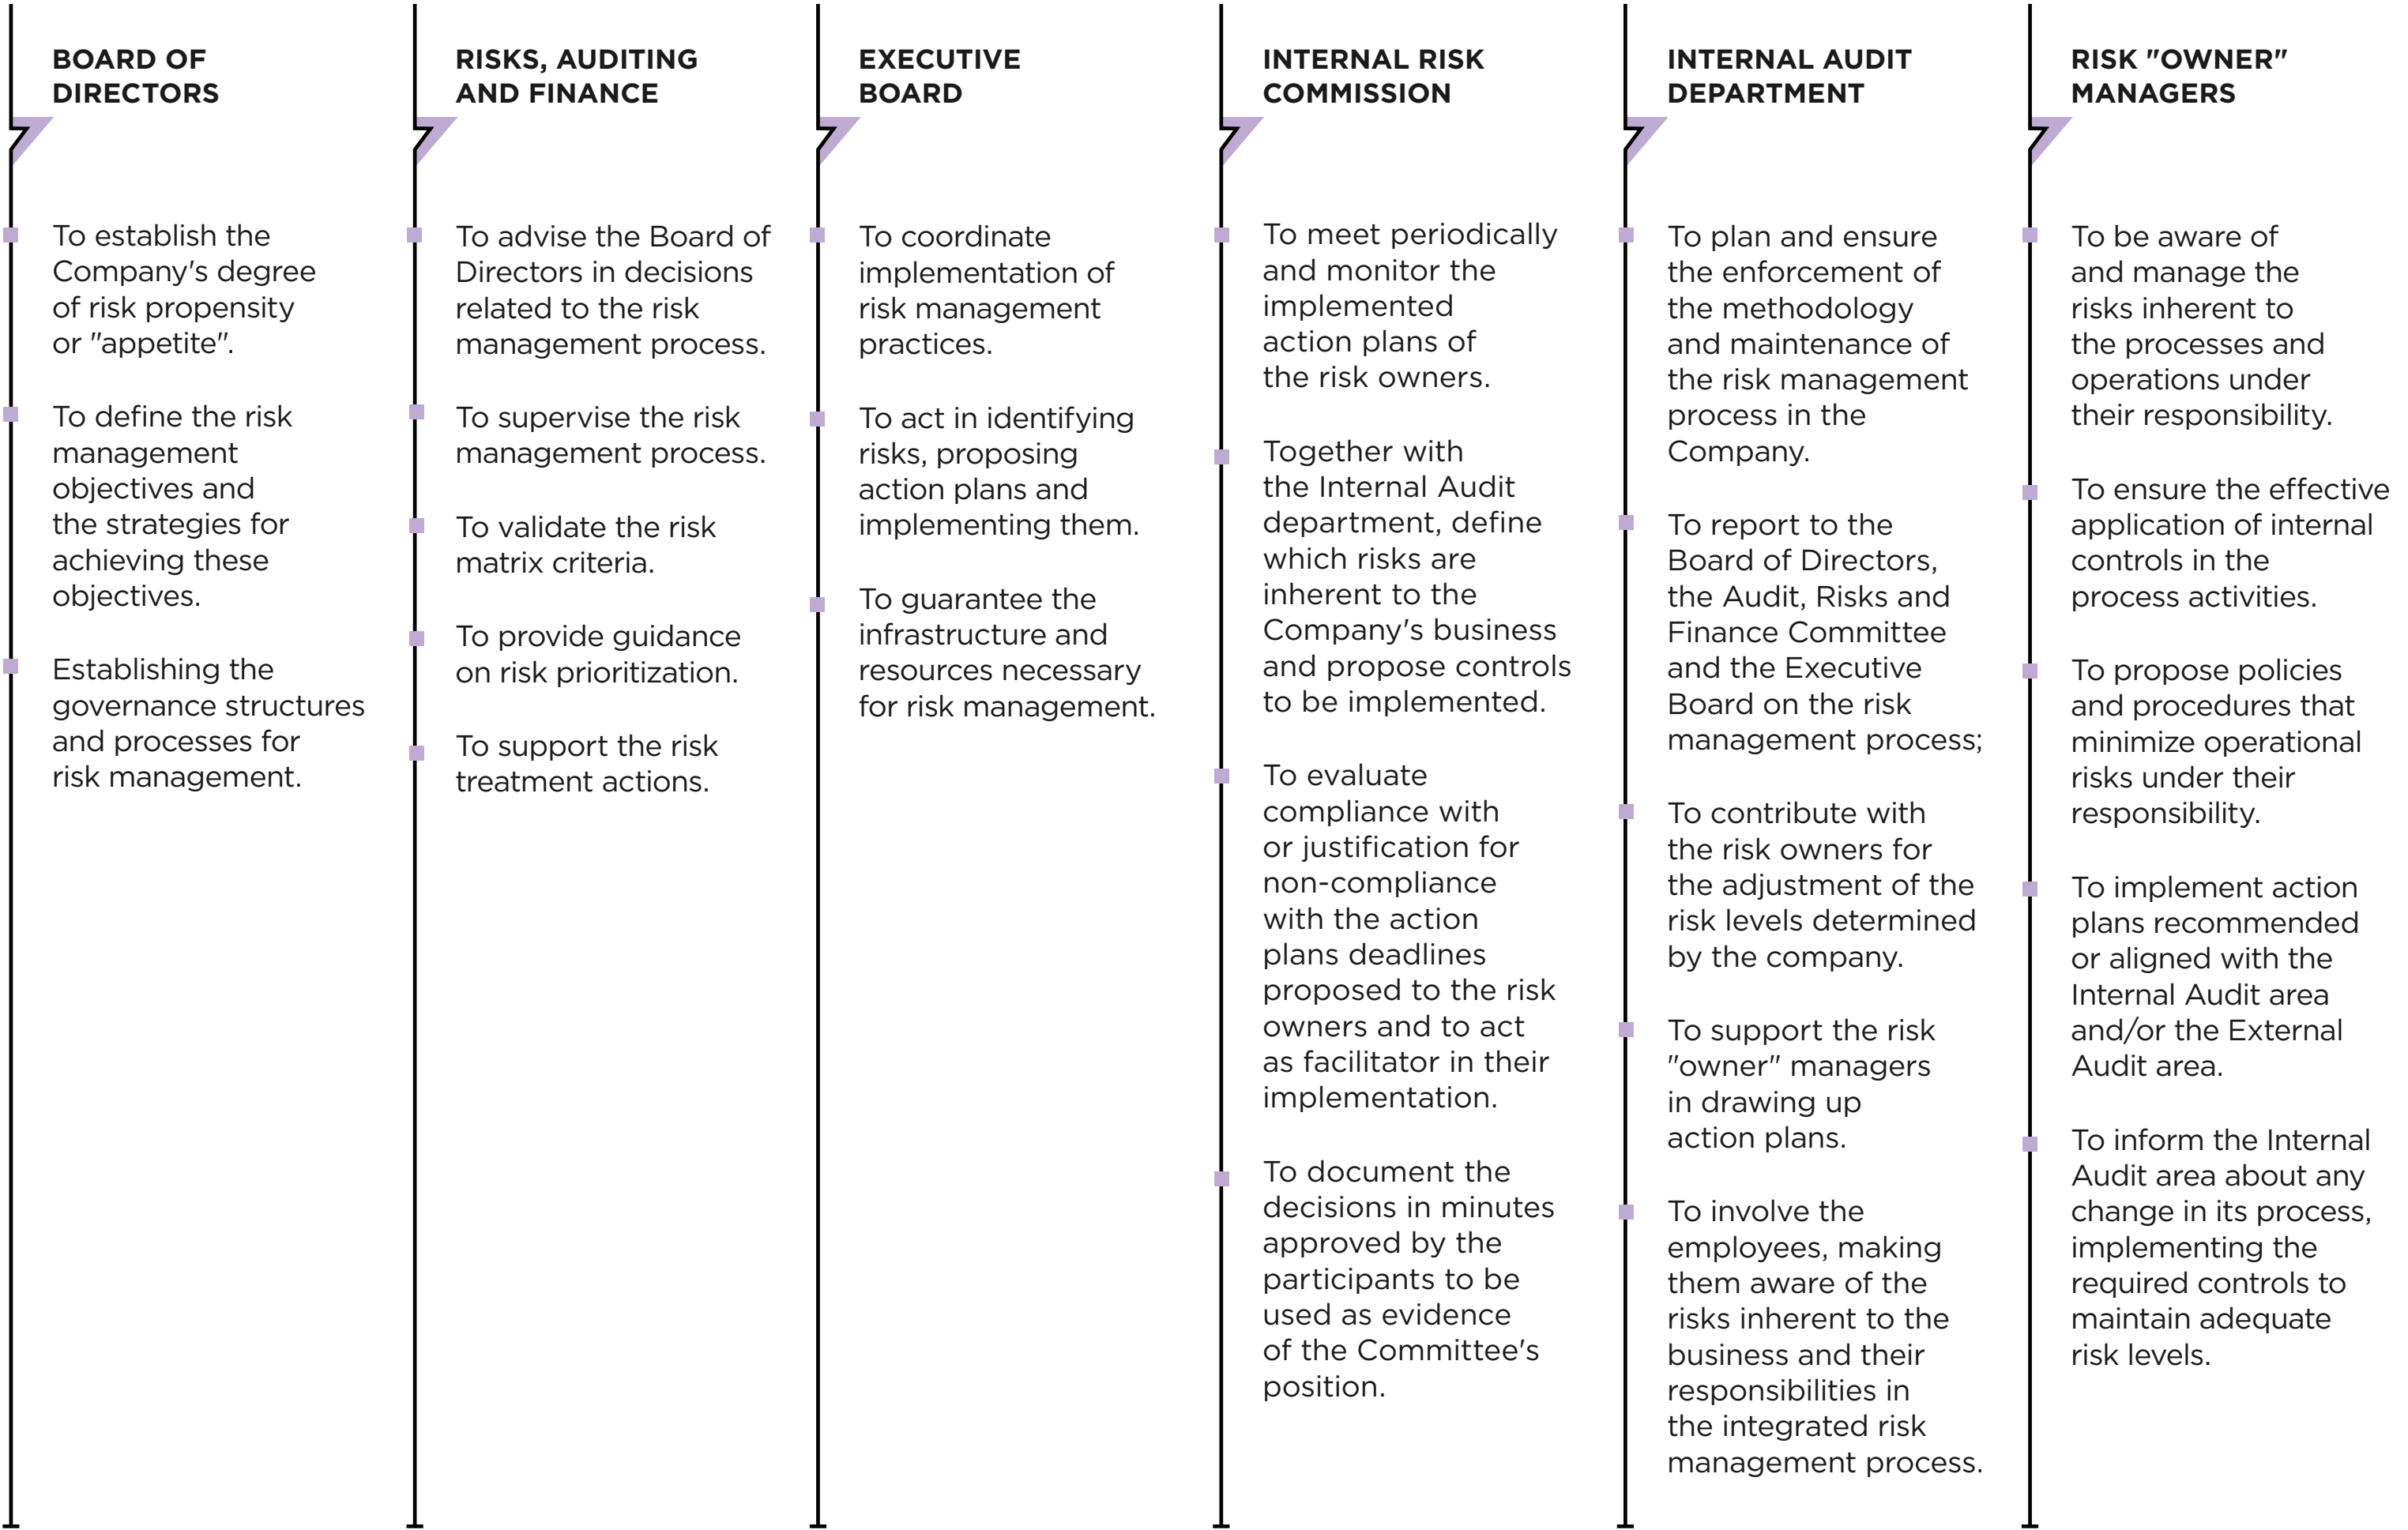 BOARD OF
DIRECTORS
To establish the
Company's degree
of risk propensity
or "appetite".
To define the risk
management
objectives and
the strategies for
achieving these
objectives.
Establishing the
governance structures
and processes for
risk management.
RISKS, AUDITING
AND FINANCE
To advise the Board of
Directors in decisions
related to the risk
management process.
To supervise the risk
management process.
To validate the risk
matrix criteria.
To provide guidance
on risk prioritization.
To support the risk
treatment actions.
EXECUTIVE
BOARD
To coordinate
implementation of
risk management
practices.
To act in identifying
risks, proposing
action plans and
implementing them.
To guarantee the
infrastructure and
resources necessary
for risk management.
INTERNAL RISK
COMMISSION
To meet periodically
and monitor the
implemented
action plans of
the risk owners.
Together with
the Internal Audit
department, define
which risks are
inherent to the
Company's business
and propose controls
to be implemented.
To evaluate
compliance with
or justification for
non-compliance
with the action
plans deadlines
proposed to the risk
owners and to act
as facilitator in their
implementation.
To document the
decisions in minutes
approved by the
participants to be
used as evidence
of the Committee's
position.
INTERNAL AUDIT
DEPARTMENT
To plan and ensure
the enforcement of
the methodology
and maintenance of
the risk management
process in the
Company.
To report to the
Board of Directors,
the Audit, Risks and
Finance Committee
and the Executive
Board on the risk
management process;
To contribute with
the risk owners for
the adjustment of the
risk levels determined
by the company.
To support the risk
"owner" managers
in drawing up
action plans.
To involve the
employees, making
them aware of the
risks inherent to the
business and their
responsibilities in
the integrated risk
management process.
RISK "OWNER"
MANAGERS
To be aware of
and manage the
risks inherent to
the processes and
operations under
their responsibility.
To ensure the effective
application of internal
controls in the
process activities.
To propose policies
and procedures that
minimize operational
risks under their
responsibility.
To implement action
plans recommended
or aligned with the
Internal Audit area
and/or the External
Audit area.
To inform the Internal
Audit area about any
change in its process,
implementing the
required controls to
maintain adequate
risk levels.